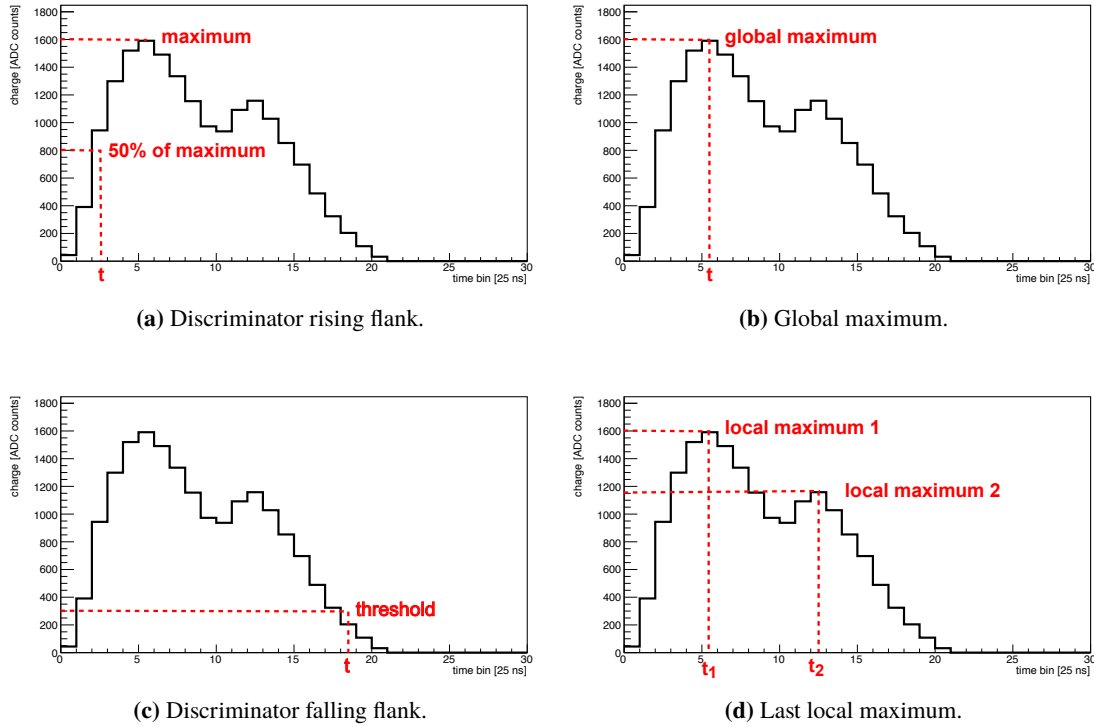 charge [ADC counts]
1800
1600
1400
1200
1000
800
600
400
200
0
maximum
50% of maximum
0 5 10 15 20 25 30
t
time bin [25 ns]
(a) Discriminator rising flank.
charge [ADC counts]
1800
1600
1400
1200
1000
800
600
400
200
0
global maximum
0 5 10 15 20 25 30
t
time bin [25 ns]
(b) Global maximum.
charge [ADC counts]
1800
1600
1400
1200
1000
800
600
400
200
0
threshold
0 5 10 15 20 25 30
t
time bin [25 ns]
(c) Discriminator falling flank.
charge [ADC counts]
1800
1600
1400
1200
1000
800
600
400
200
0
local maximum 1
local maximum 2
0 5 10 15 20 25 30
t1 t2
time bin [25 ns]
(d) Last local maximum.